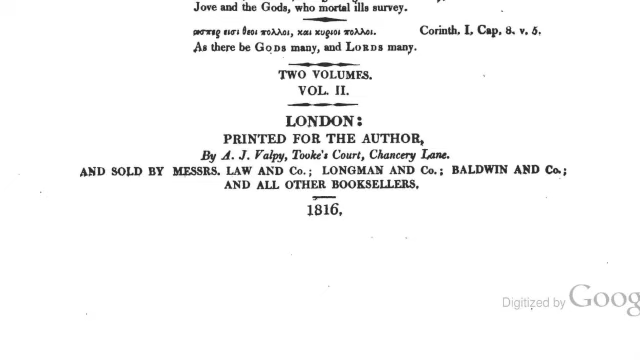 Jove and the Gods, who mortal ills survey.
ωσπερ εισι θεοι πολλοι, και κυριοι πολλοι. Corinth. I. Cap. 8. v. 5.
As there be GODS many, and LORDS many.
TWO VOLUMES.
VOL. II.
LONDON:
PRINTED FOR THE AUTHOR,
By A. J. Valpy, Tooke's Court, Chancery Lane.
AND SOLD BY MESSRS. LAW AND Co.; LONGMAN AND Co.; BALDWIN AND Co.;
AND ALL OTHER BOOKSELLERS.
1816.
Digitized by Goog